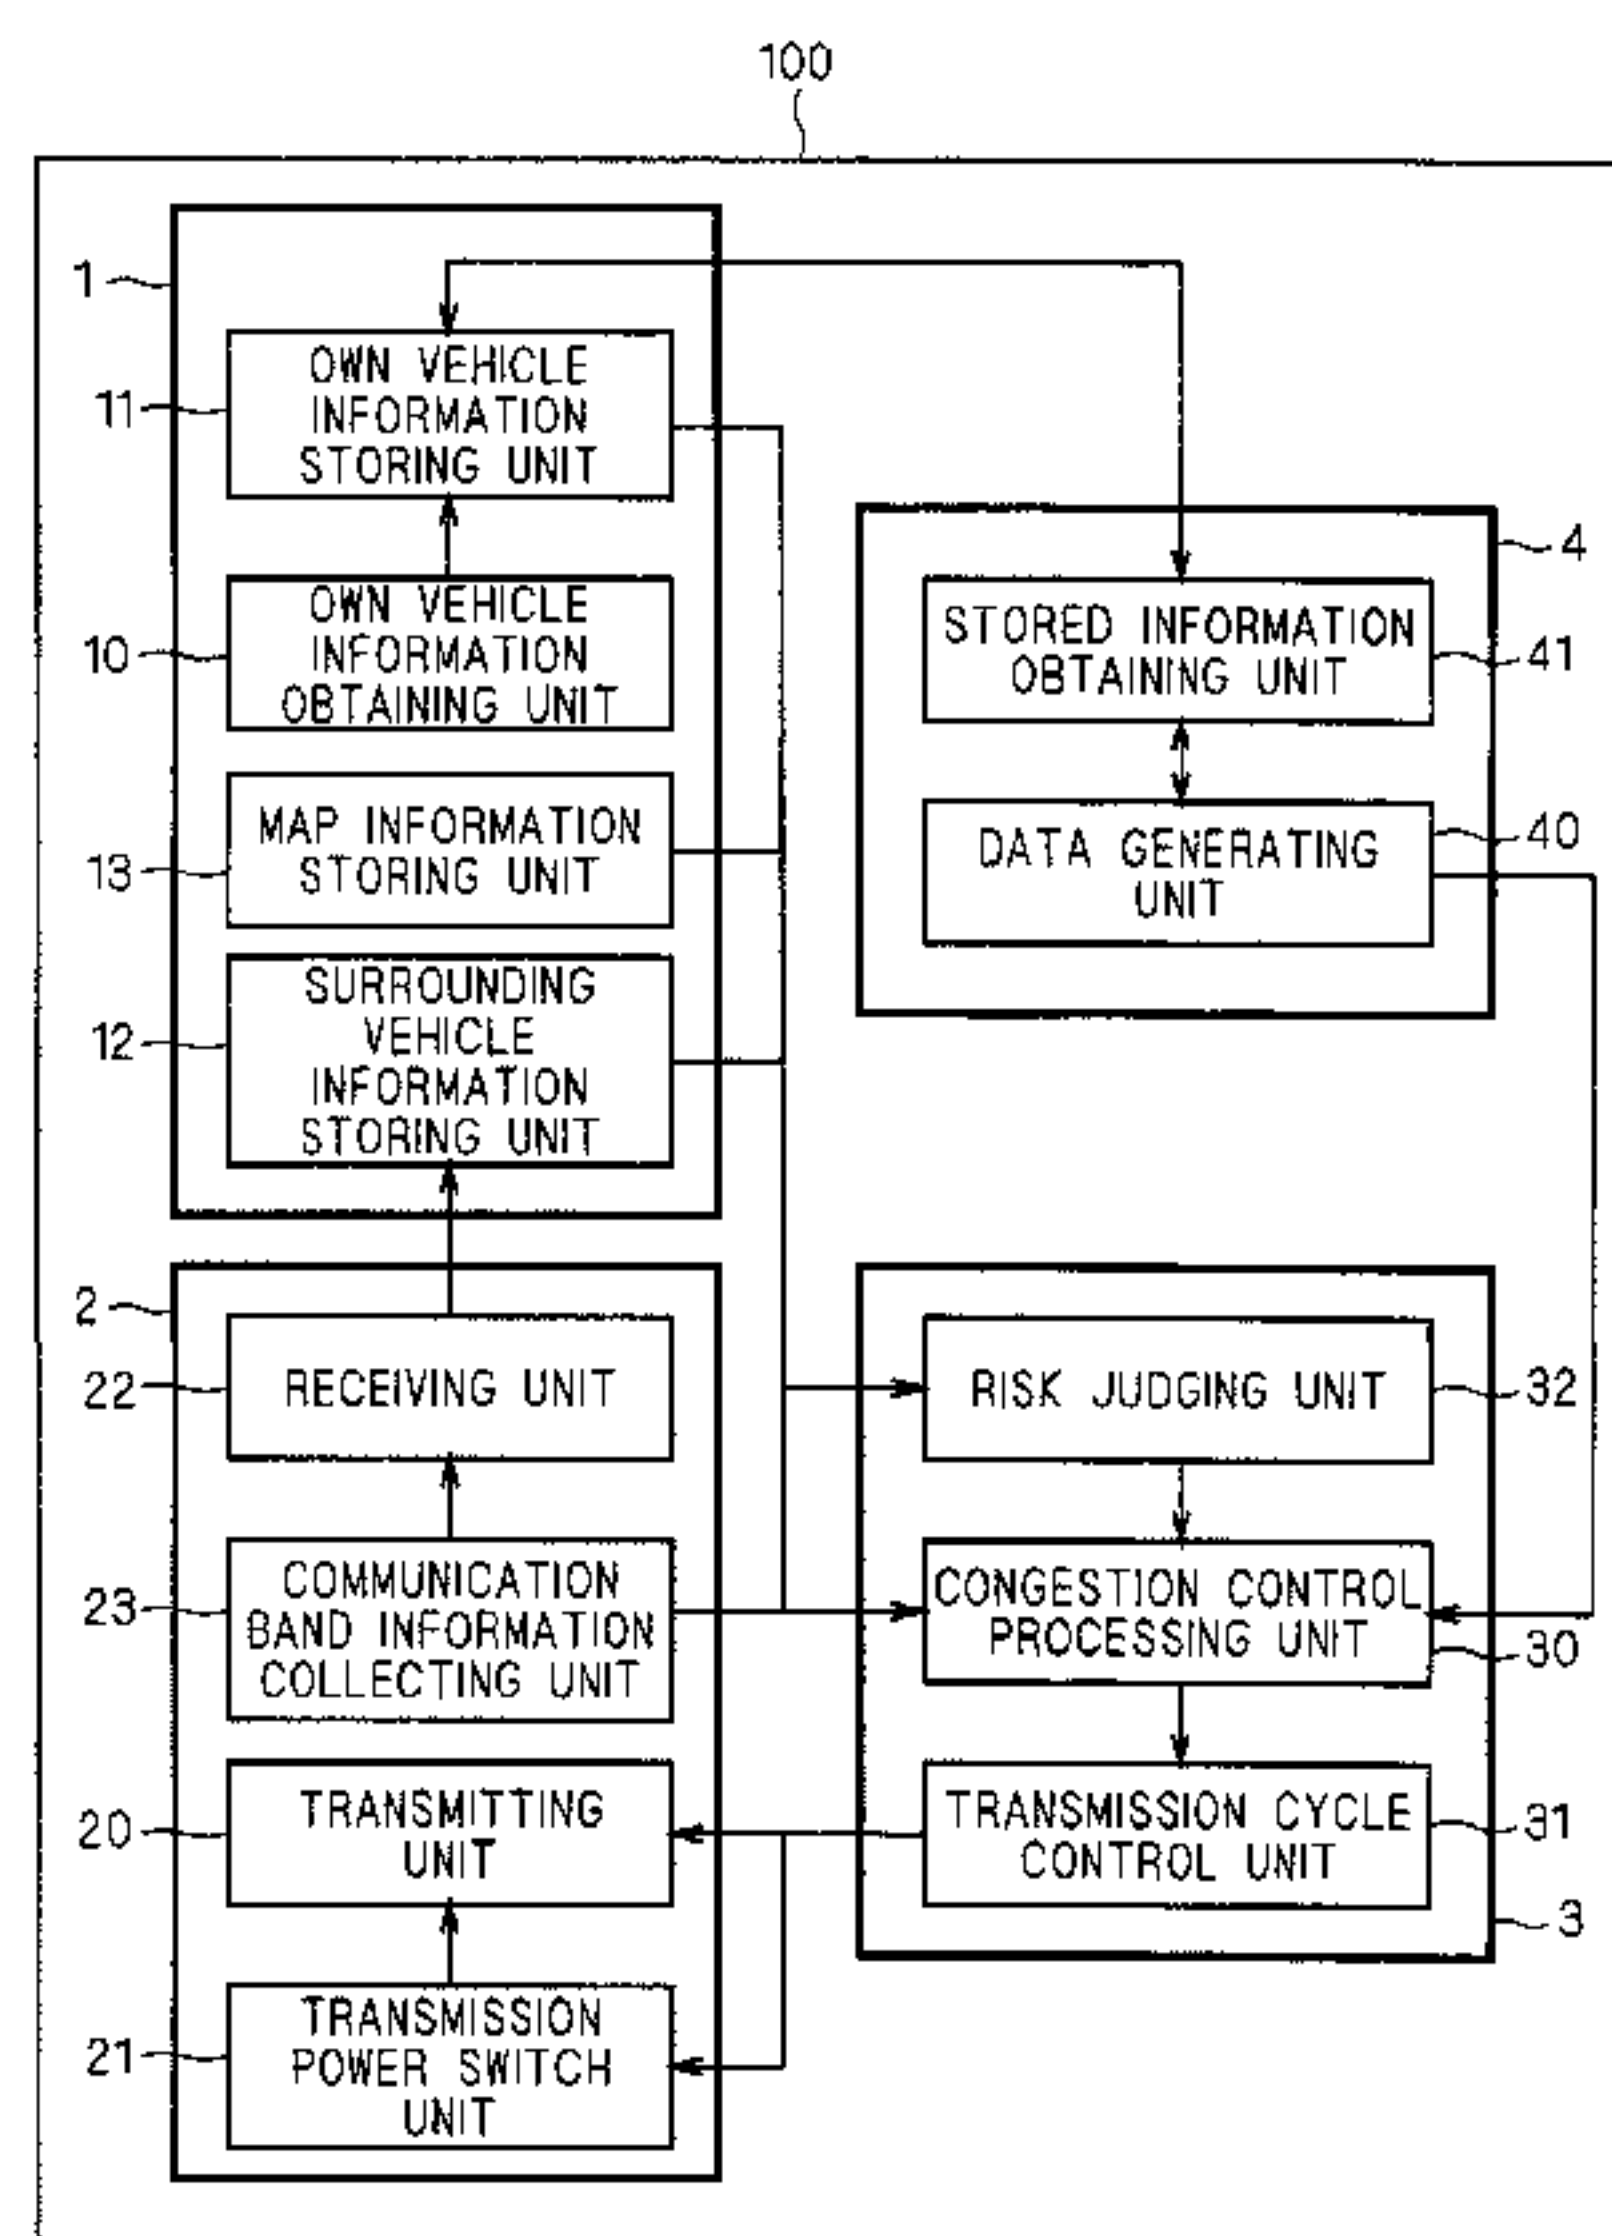 100
1
OWN VEHICLE
INFORMATION
STORING UNIT
11
OWN VEHICLE
INFORMATION
OBTAINING UNIT
10
MAP INFORMATION
STORING UNIT
13
SURROUNDING
VEHICLE
INFORMATION
STORING UNIT
12
4
STORED INFORMATION
OBTAINING UNIT
41
DATA GENERATING
UNIT
40
2
RECEIVING UNIT
22
COMMUNICATION
BAND INFORMATION
COLLECTING UNIT
23
TRANSMITTING
UNIT
20
TRANSMISSION
POWER SWITCH
UNIT
21
RISK JUDGING UNIT
32
CONGESTION CONTROL
PROCESSING UNIT
30
TRANSMISSION CYCLE
CONTROL UNIT
31
3